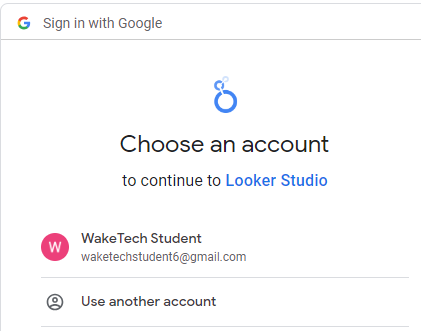 Sign in with Google
Choose an account
to continue to Looker Studio
W
WakeTech Student
waketechstudent6@gmail.com
Use another account